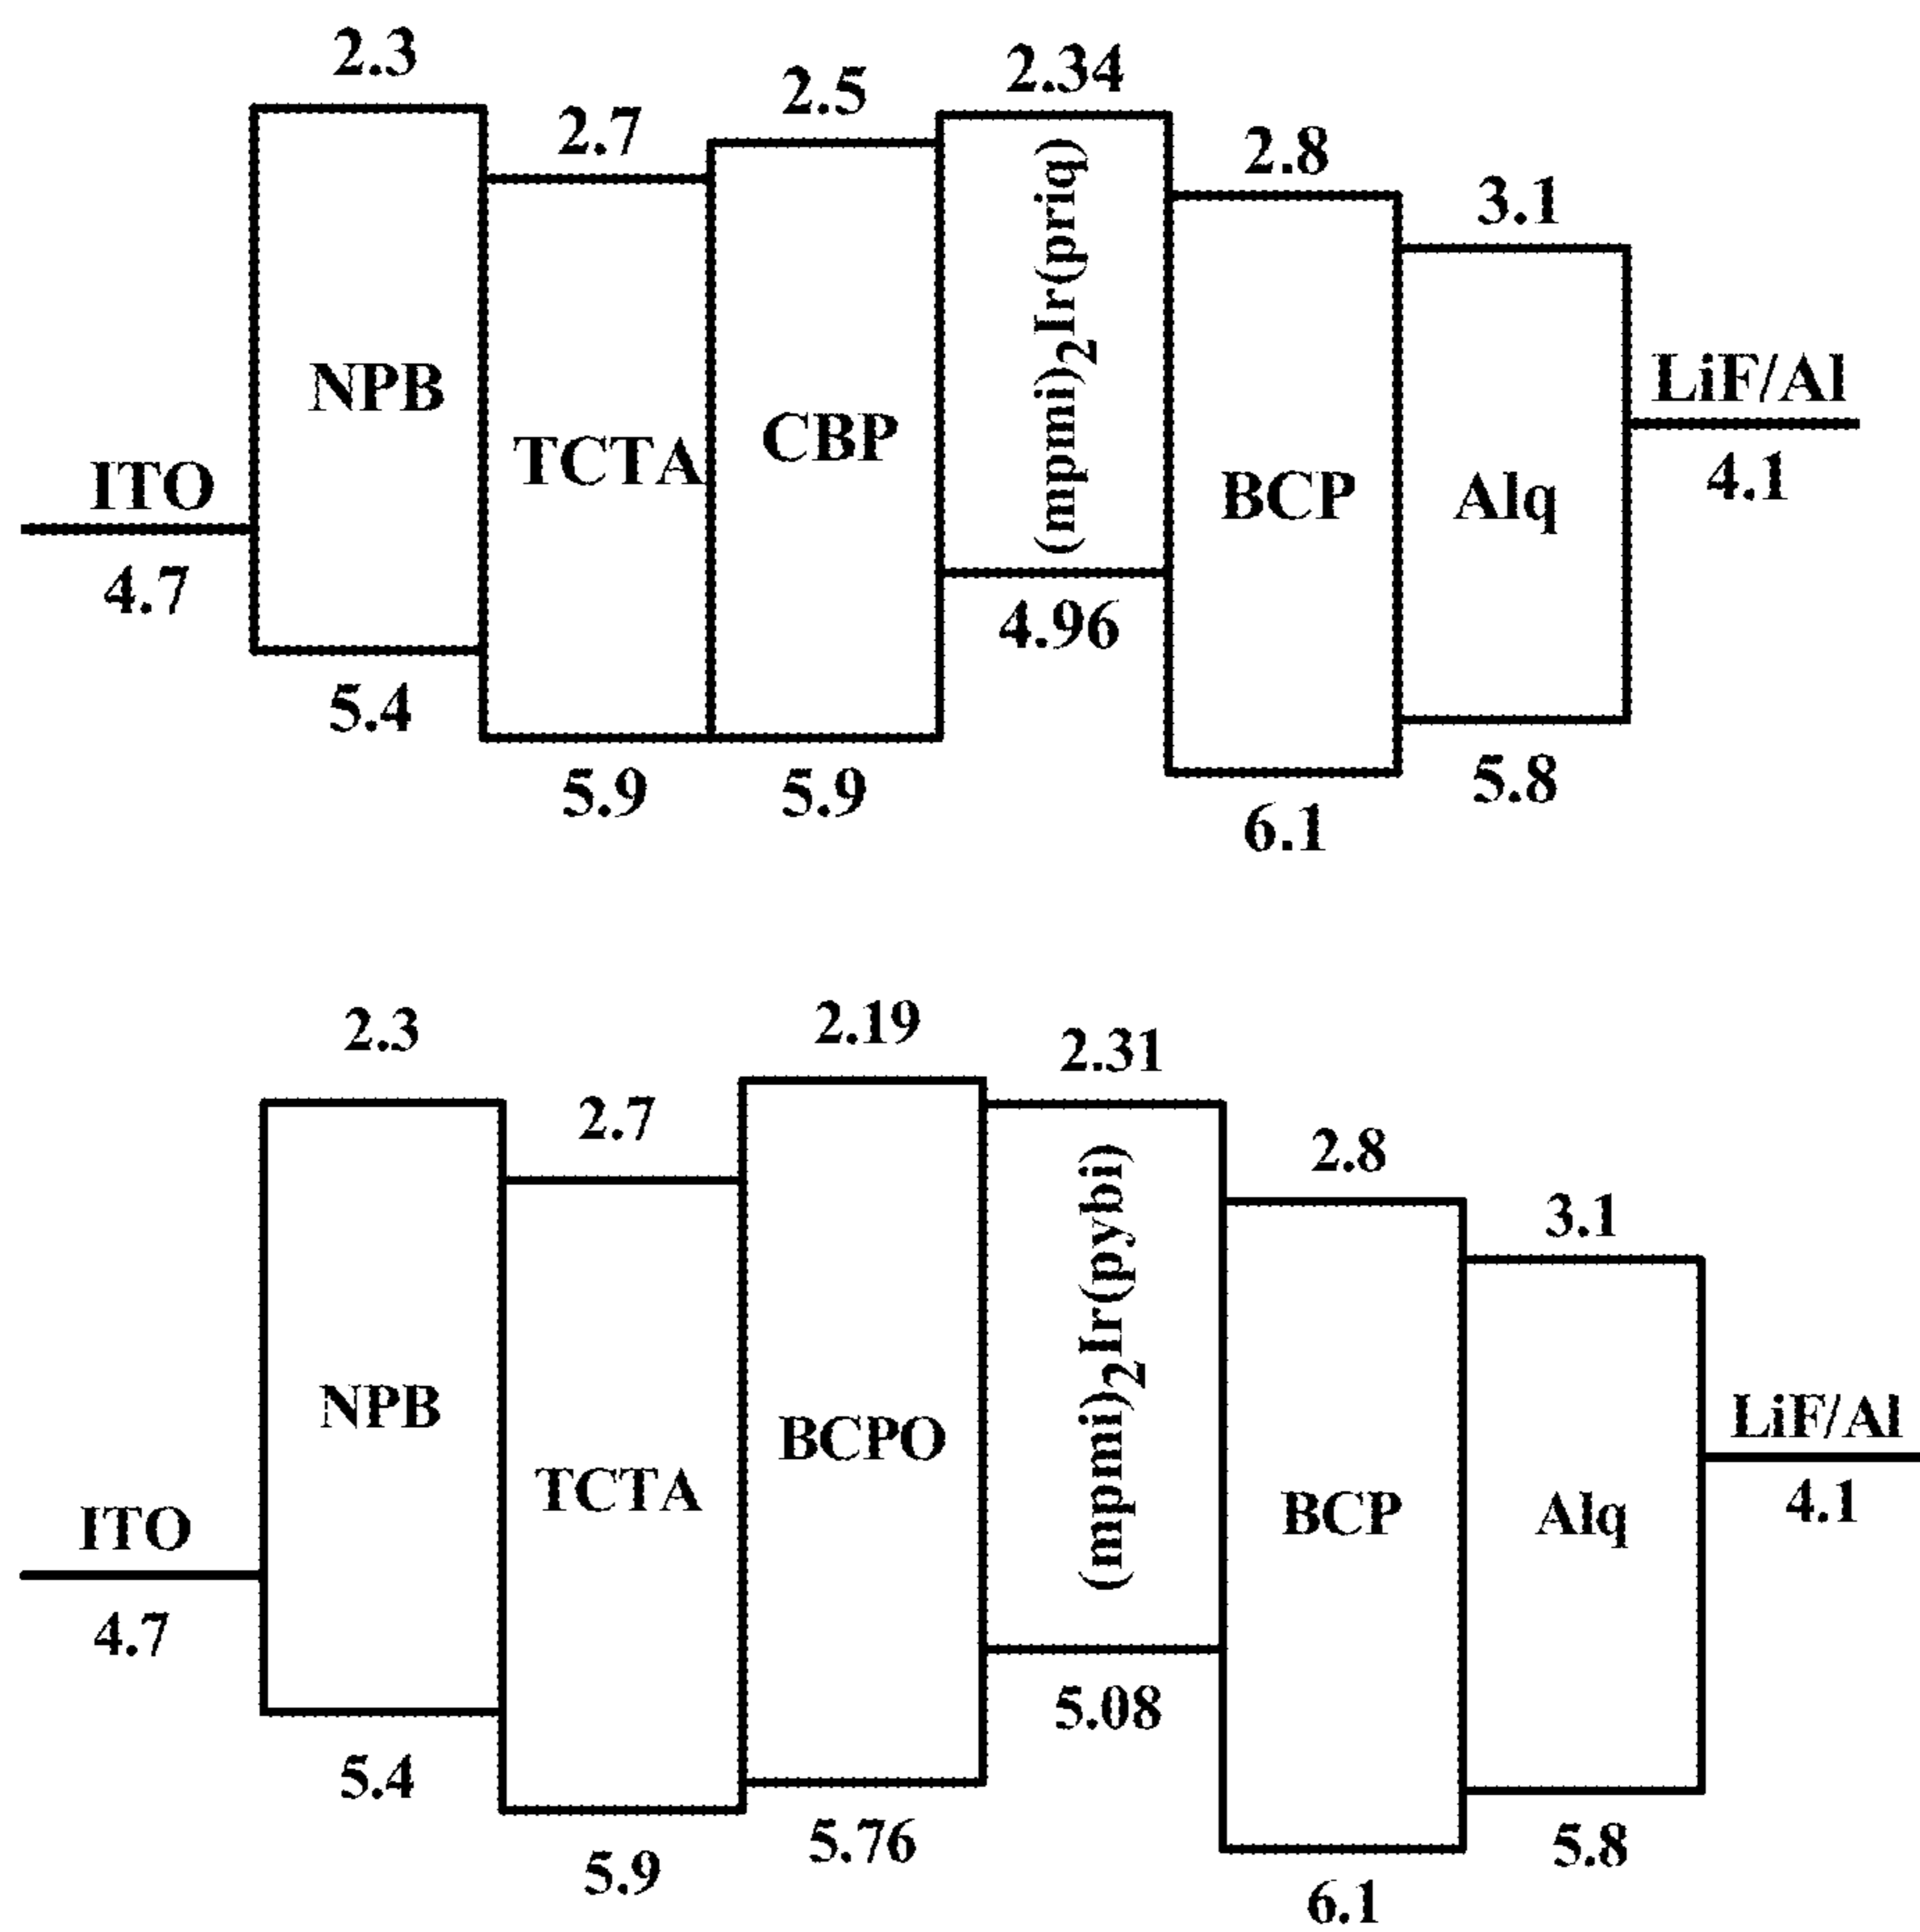 2.3
2.7
2.5
2.34
2.8
3.1
ITO
4.7
NPB
TCTA
CBP
(mpmi)2Ir(priq)
BCP
Alq
LiF/Al
4.1
5.4
5.9
5.9
4.96
6.1
5.8
2.3
2.7
2.19
2.31
2.8
3.1
ITO
4.7
NPB
TCTA
BCPO
(mpmi)2Ir(pybi)
BCP
Alq
LiF/Al
4.1
5.4
5.9
5.76
5.08
6.1
5.8